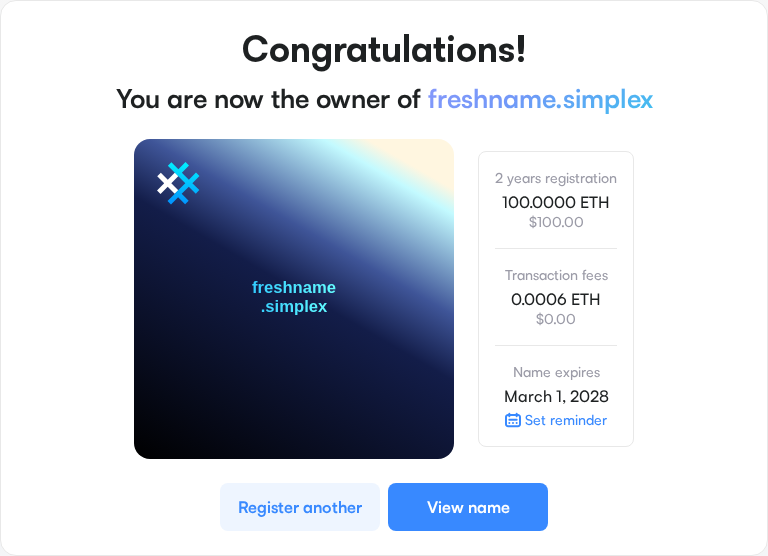 Congratulations!
You are now the owner of freshname.simplex
freshname
.simplex
2 years registration
100.0000 ETH
$100.00
Transaction fees
0.0006 ETH
$0.00
Name expires
March 1, 2028
Set reminder
Register another
View name